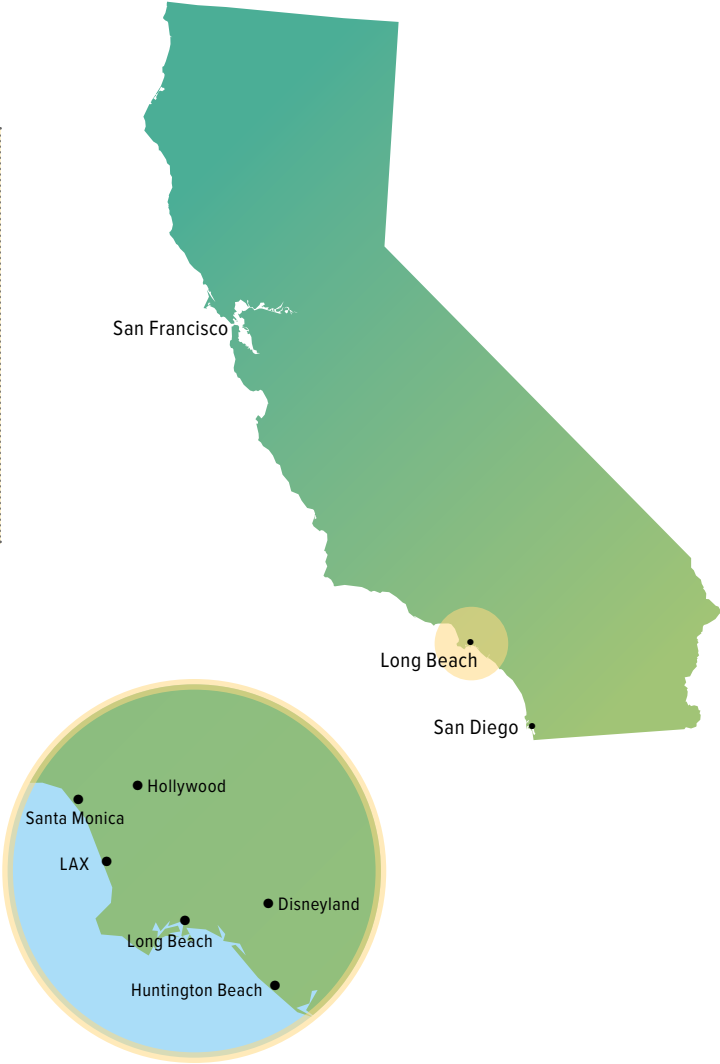 San Francisco
Long Beach
San Diego
Hollywood
Santa Monica
LAX
Disneyland
Long Beach
Huntington Beach